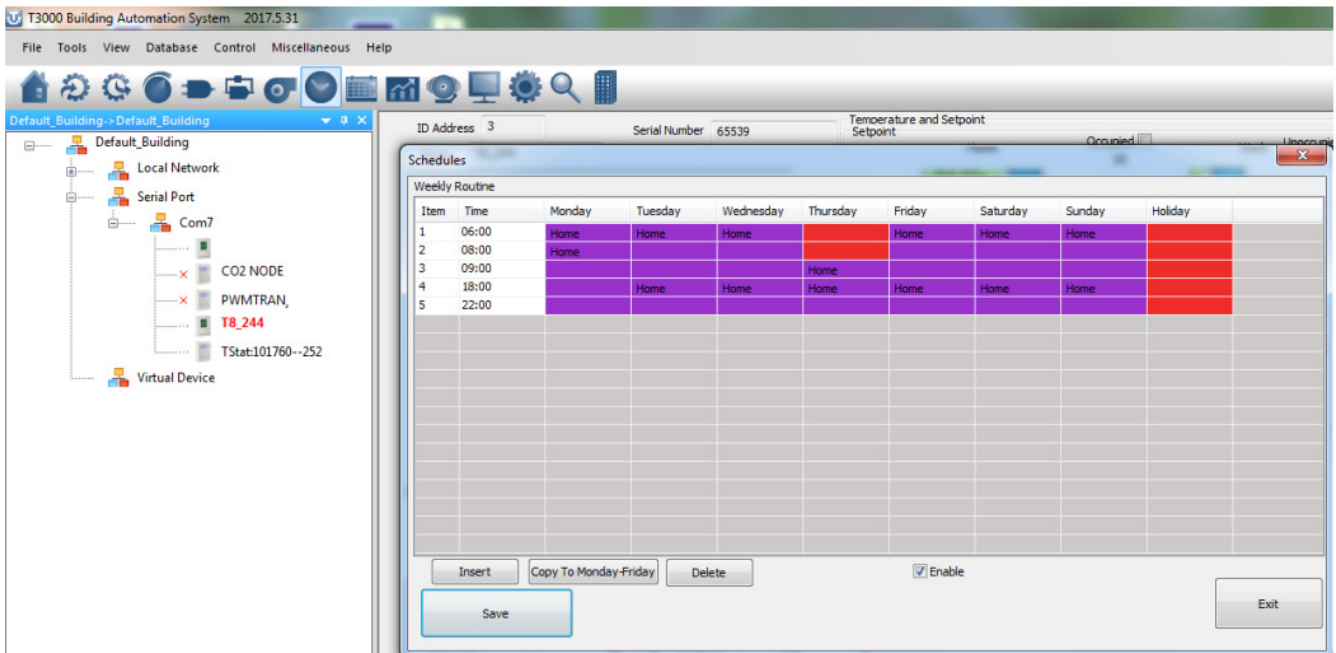 T3000 Building Automation System 2017.5.31
File Tools View Database Control Miscellaneous Help
Default_Building->Default_Building
Default_Building
Local Network
Serial Port
Com7
CO2 NODE
PWMTRAN,
T8_244
TStat:101760--252
Virtual Device
ID Address 3 Serial Number 65539 Temperature and Setpoint
Setpoint
Occupied
Schedules
Weekly Routine
Item Time Monday Tuesday Wednesday Thursday Friday Saturday Sunday Holiday
1 06:00 Home Home Home Home Home Home
2 08:00 Home
3 09:00 Home
4 18:00 Home Home Home Home Home Home
5 22:00
Insert Copy To Monday-Friday Delete Enable
Save Exit